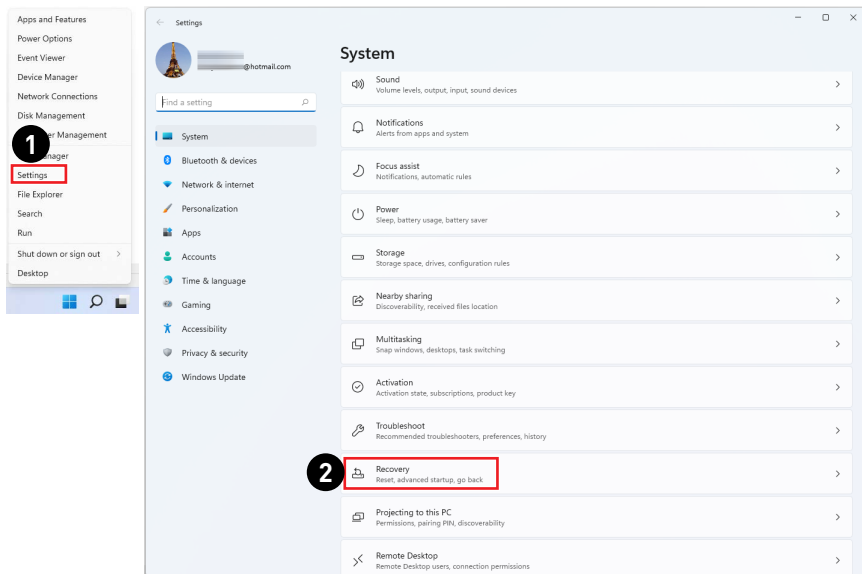 Apps and Features
Power Options
Event Viewer
Device Manager
Network Connections
Disk Management
Management
1
Settings
File Explorer
Search
Run
Shut down or sign out
Desktop
Settings
@hotmail.com
Find a setting
System
Bluetooth & devices
Network & internet
Personalization
Apps
Accounts
Time & language
Gaming
Accessibility
Privacy & security
Windows Update
System
Sound
Volume levels, output, input, sound devices
Notifications
Alerts from apps and system
Focus assist
Notifications, automatic rules
Power
Sleep, battery usage, battery saver
Storage
Storage space, drives, configuration rules
Nearby sharing
Discoverability, received files location
Multitasking
Snap windows, desktops, task switching
Activation
Activation state, subscriptions, product key
Troubleshoot
Recommended troubleshooters, preferences, history
2
Recovery
Reset, advanced startup, go back
Projecting to this PC
Permissions, pairing PIN, discoverability
Remote Desktop
Remote Desktop users, connection permissions